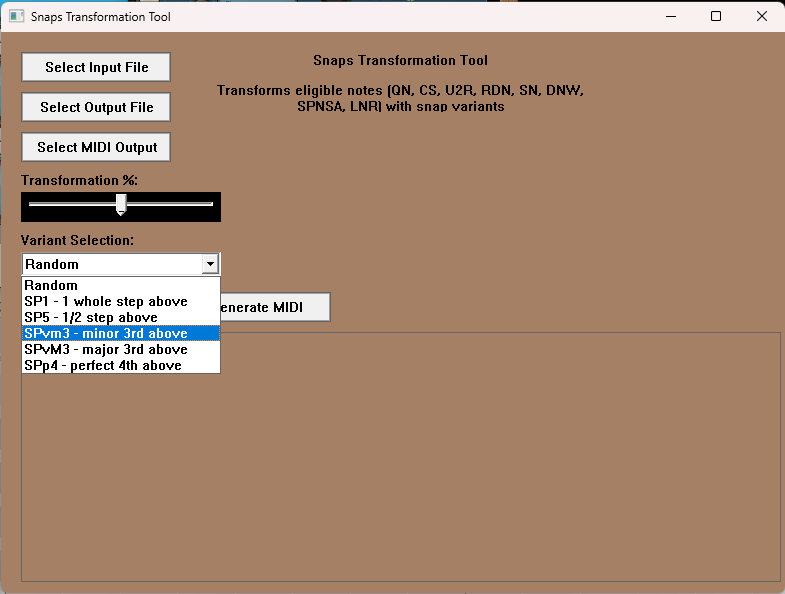 Snaps Transformation Tool
Select Input File
Snaps Transformation Tool
Transforms eligible notes (QN, CS, U2R, RDN, SN, DNW,
SPNSA, LNR) with snap variants
Select Output File
Select MIDI Output
Transformation %:
Variant Selection:
Random
Random
SP1 - 1 whole step above
SP5 - 1/2 step above
SPvm3 - minor 3rd above
SPvM3 - major 3rd above
SPp4 - perfect 4th above
enerate MIDI